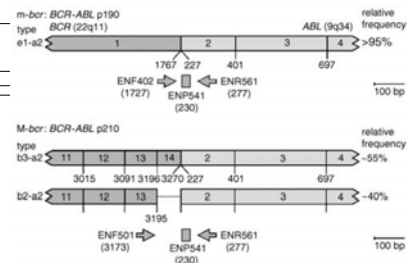 m-bcr: BCR-ABL p190
type BCR (22q11) ABL (9q34) relative frequency
e1-a2 1 2 3 4 >95%
1767 227 401 697
ENF402 (1727) ENP541 (230) ENR561 (277)
100 bp
M-bcr: BCR-ABL p210
type relative frequency
b3-a2 11 12 13 14 2 3 4 ~55%
3015 3091 3196 3270 227 401 697
b2-a2 11 12 13 2 3 4 ~40%
3195
ENF501 (3173) ENP541 (230) ENR561 (277)
100 bp